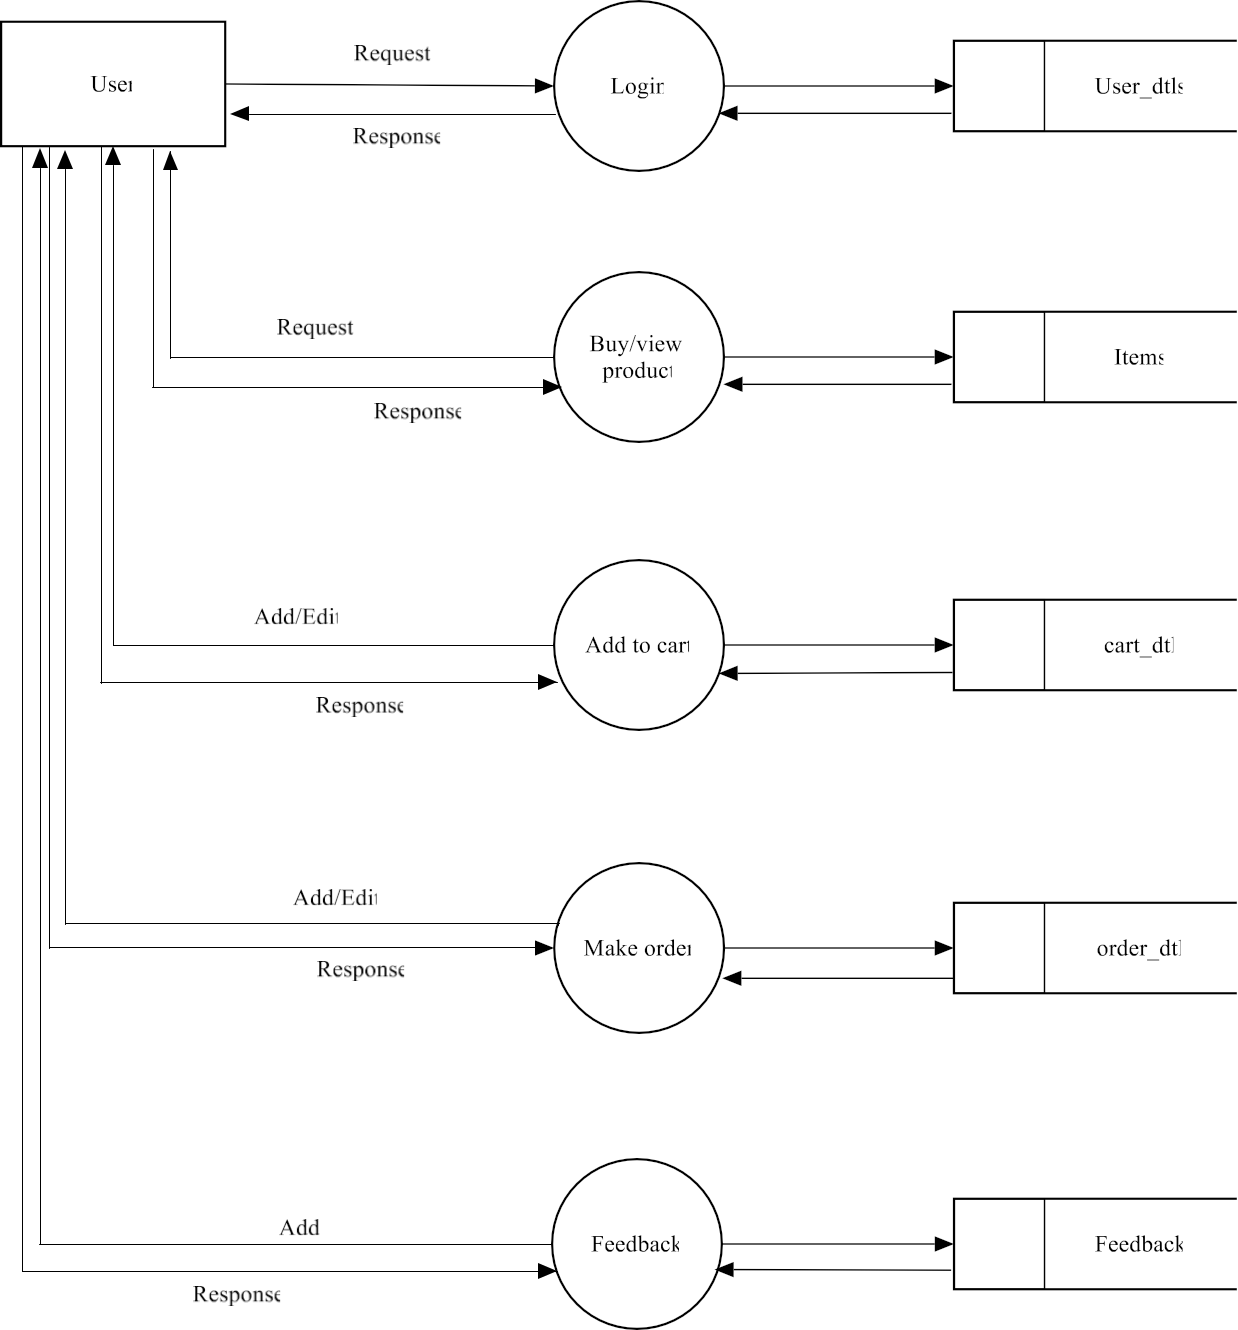 Request
User
Login
User_dtls
Response
Request
Buy/view
product
Items
Response
Add/Edit
Add to cart
cart_dtl
Response
Add/Edit
Make order
order_dtl
Response
Add
Feedback
Feedback
Response